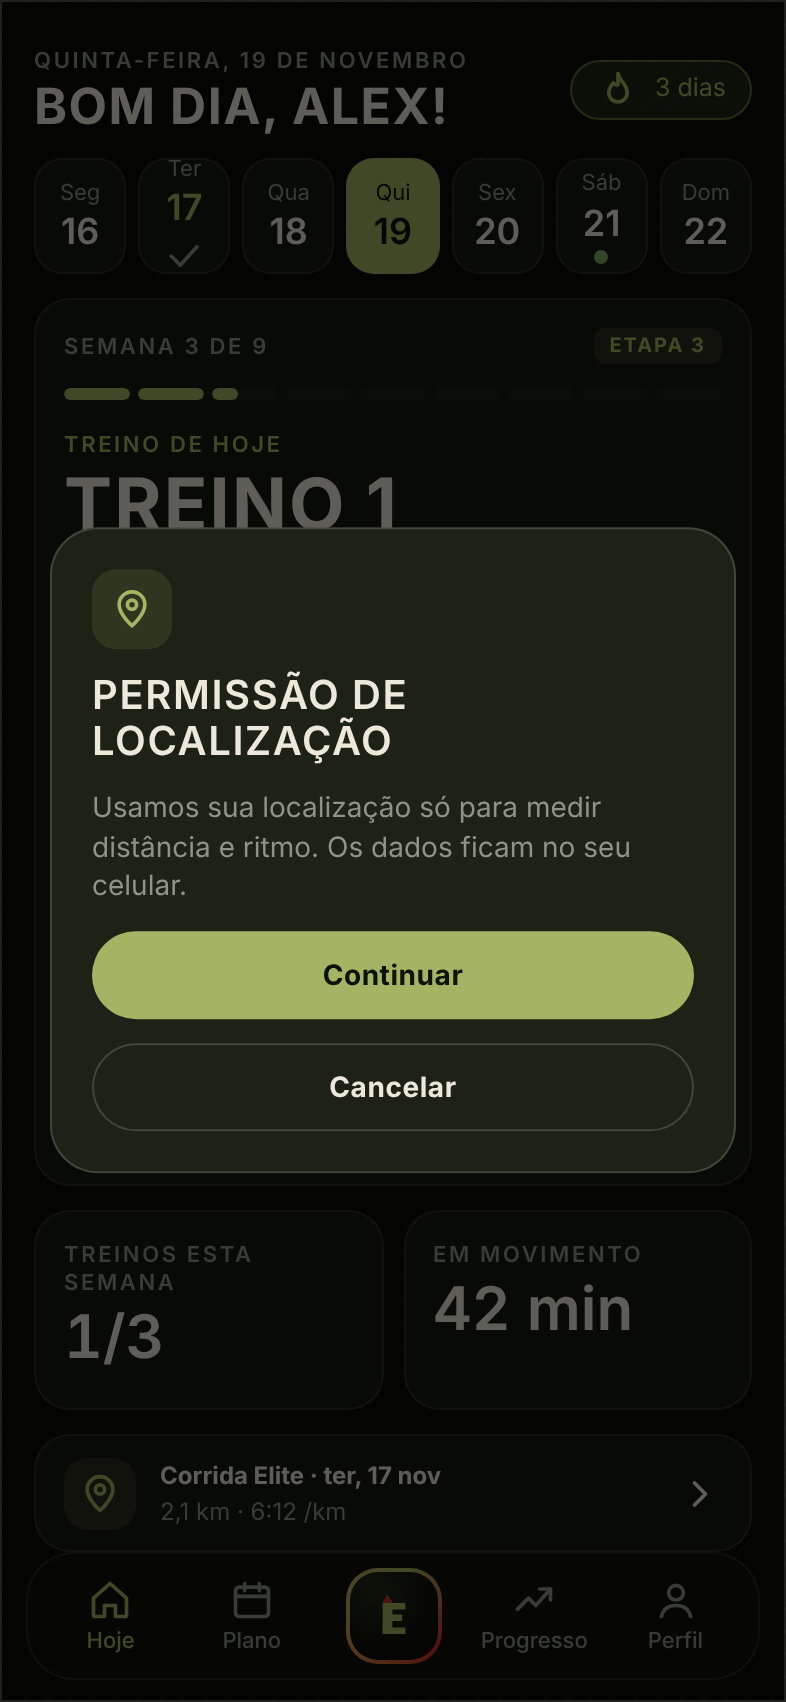 QUINTA-FEIRA, 19 DE NOVEMBRO
BOM DIA, ALEX!
3 dias
Seg
16
Ter
17
Qua
18
Qui
19
Sex
20
Sáb
21
Dom
22
SEMANA 3 DE 9
ETAPA 3
TREINO DE HOJE
TREINO 1
PERMISSÃO DE
LOCALIZAÇÃO
Usamos sua localização só para medir
distância e ritmo. Os dados ficam no seu
celular.
Continuar
Cancelar
TREINOS ESTA
SEMANA
1/3
EM MOVIMENTO
42 min
Corrida Elite · ter, 17 nov
2,1 km · 6:12 /km
Hoje
Plano
E
Progresso
Perfil